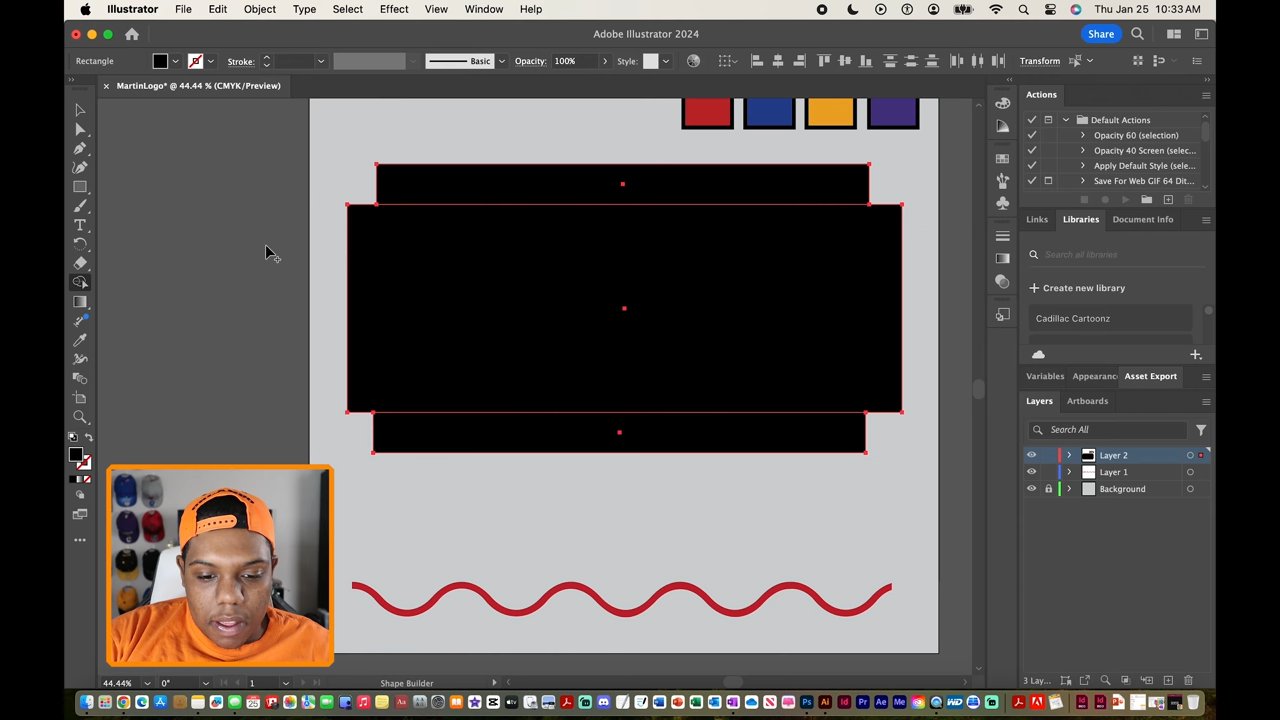 Illustrator File Edit Object Type Select Effect View Window Help Thu Jan 25 10:33 AM
Adobe Illustrator 2024 Share
Rectangle Stroke: Basic Opacity: 100% Style: Transform
× MartinLogo* @ 44.44 % (CMYK/Preview)
Actions
Default Actions
Opacity 60 (selection)
Opacity 40 Screen (selec...
Apply Default Style (sele...
Save For Web GIF 64 Dit...
Links Libraries Document Info
Search all libraries
Create new library
Cadillac Cartoonz
Variables Appearanc Asset Export
Layers Artboards
Search All
Layer 2
Layer 1
Background
44.44% 0° 1 Shape Builder 3 Lay...